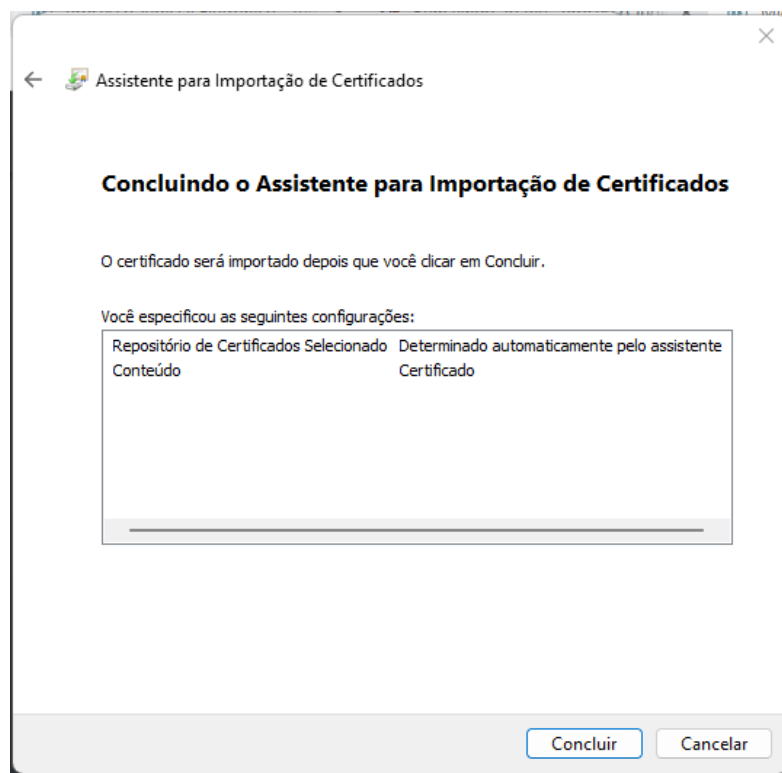 Assistente para Importação de Certificados
Concluindo o Assistente para Importação de Certificados
O certificado será importado depois que você clicar em Concluir.
Você especificou as seguintes configurações:
Repositório de Certificados Selecionado Determinado automaticamente pelo assistente
Conteúdo Certificado
Concluir Cancelar